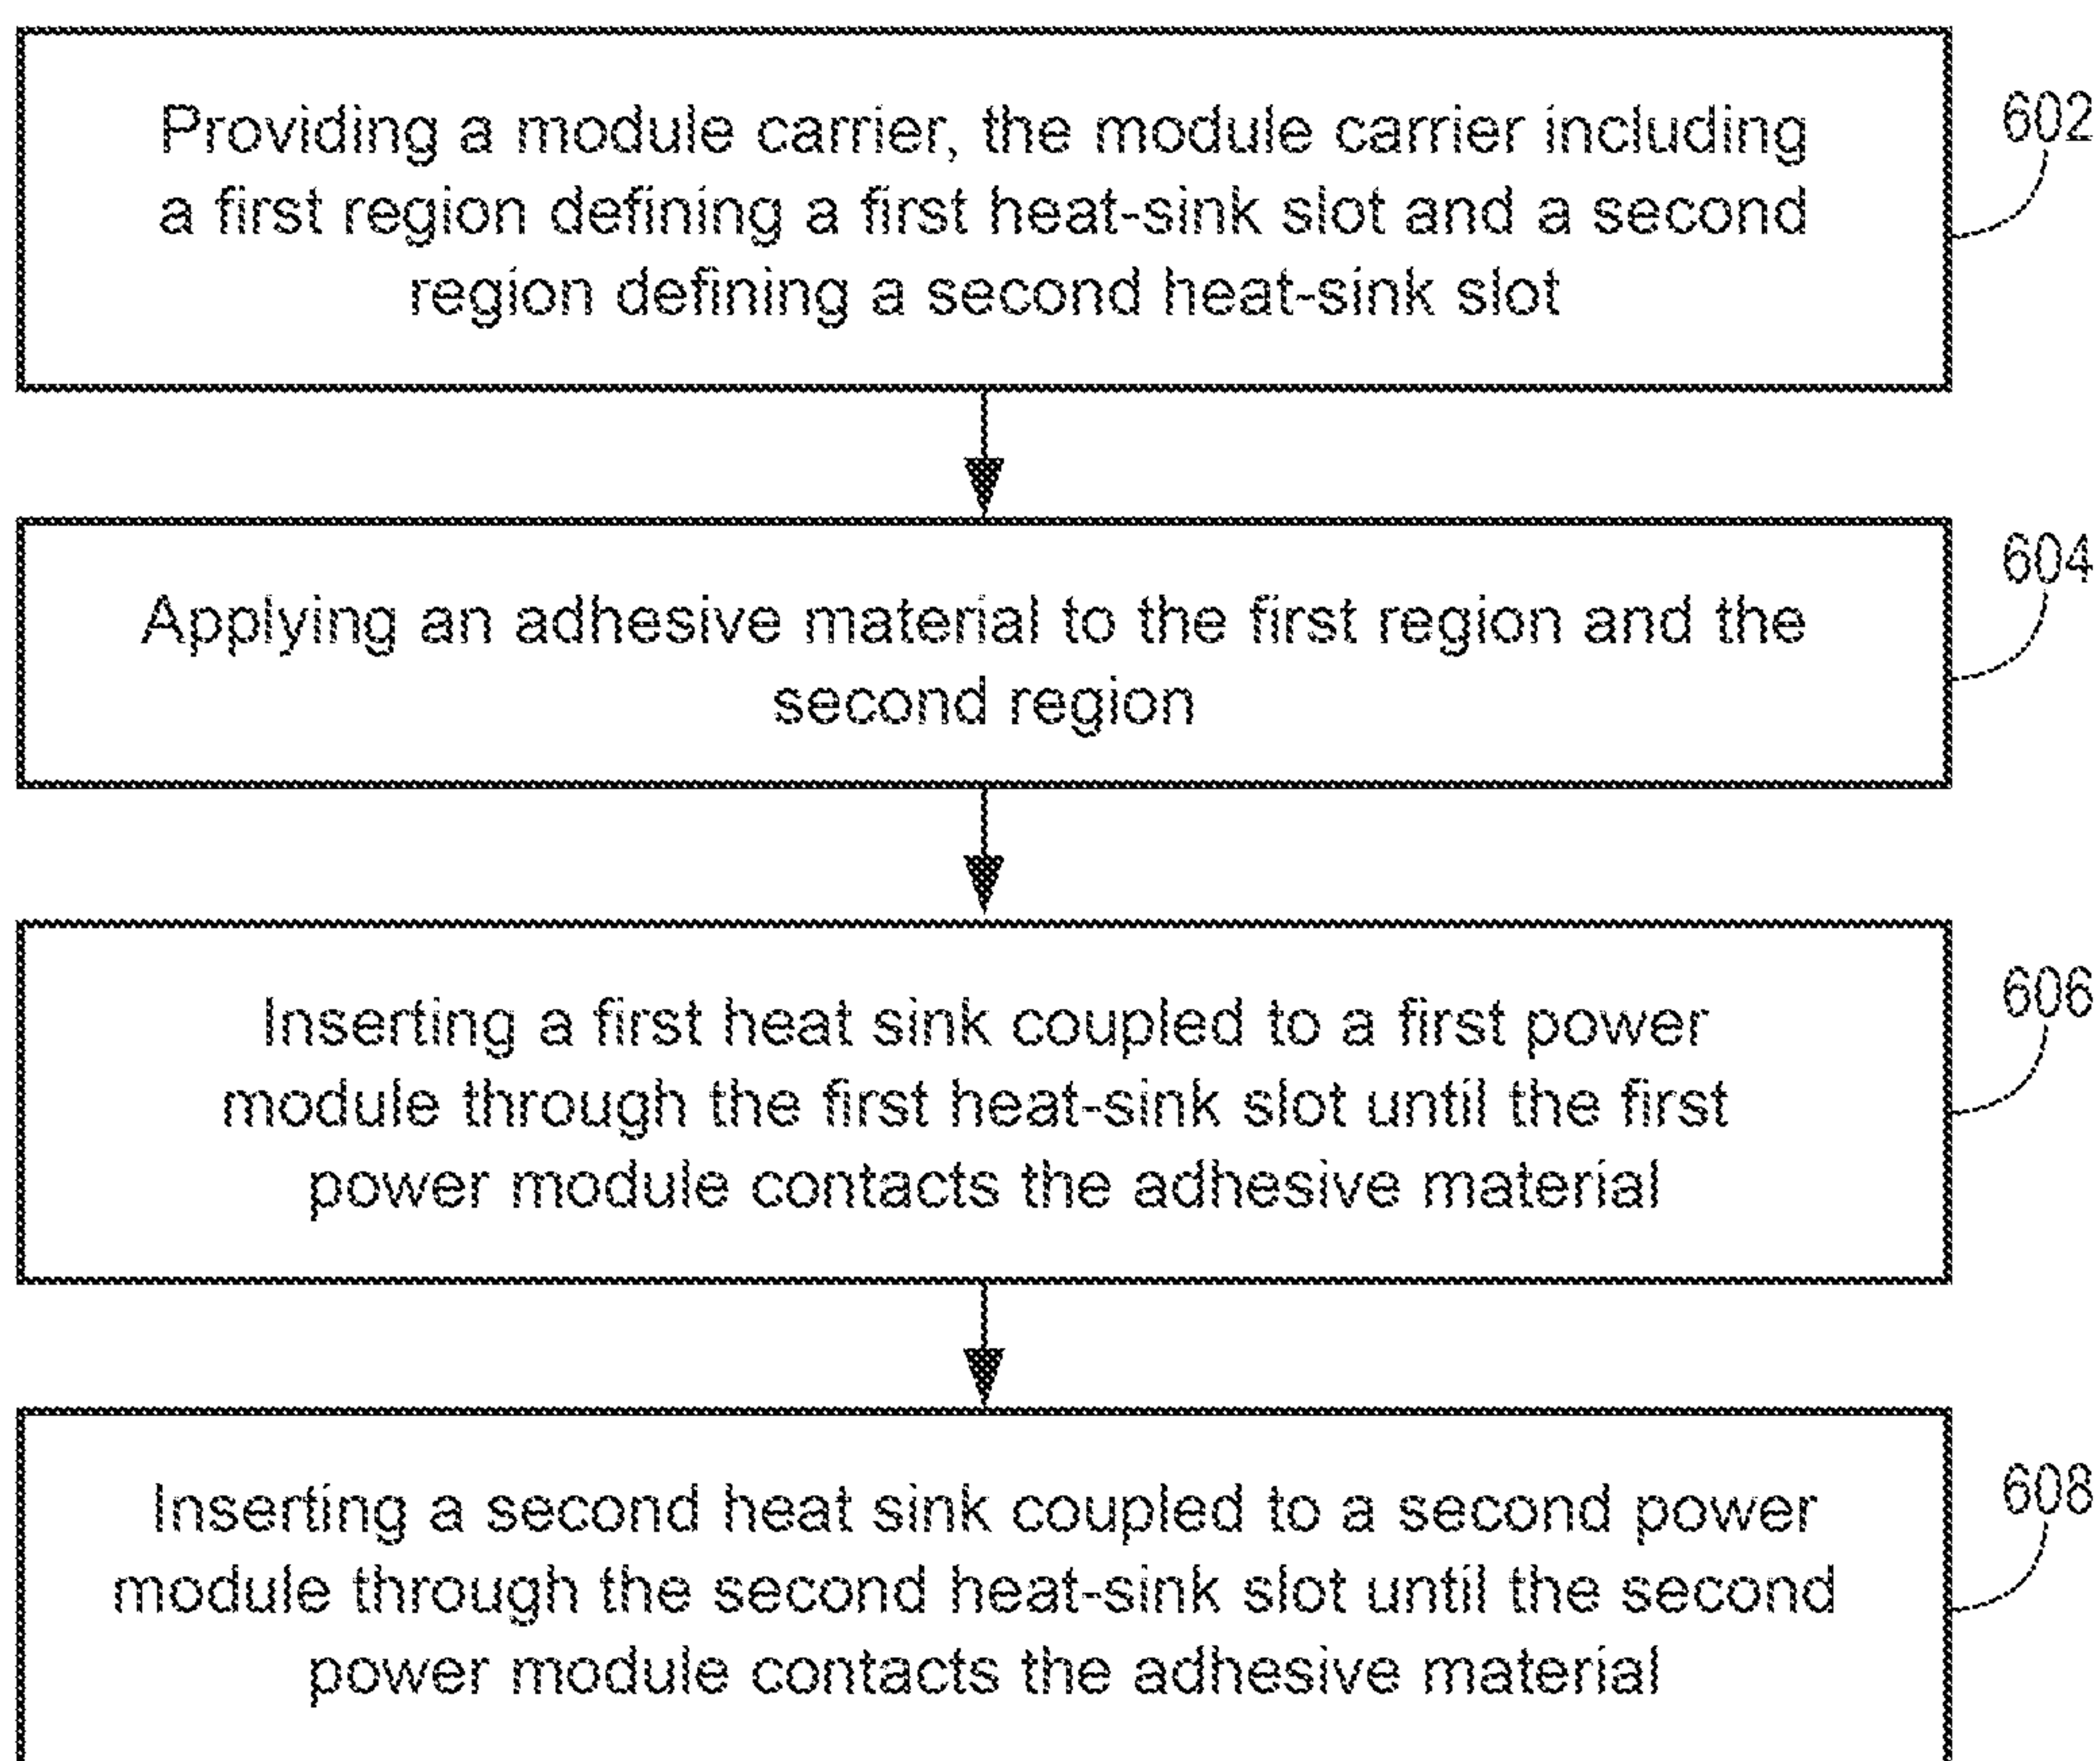 Providing a module carrier, the module carrier including
a first region defining a first heat-sink slot and a second
region defining a second heat-sink slot
602
Applying an adhesive material to the first region and the
second region
604
Inserting a first heat sink coupled to a first power
module through the first heat-sink slot until the first
power module contacts the adhesive material
606
Inserting a second heat sink coupled to a second power
module through the second heat-sink slot until the second
power module contacts the adhesive material
608